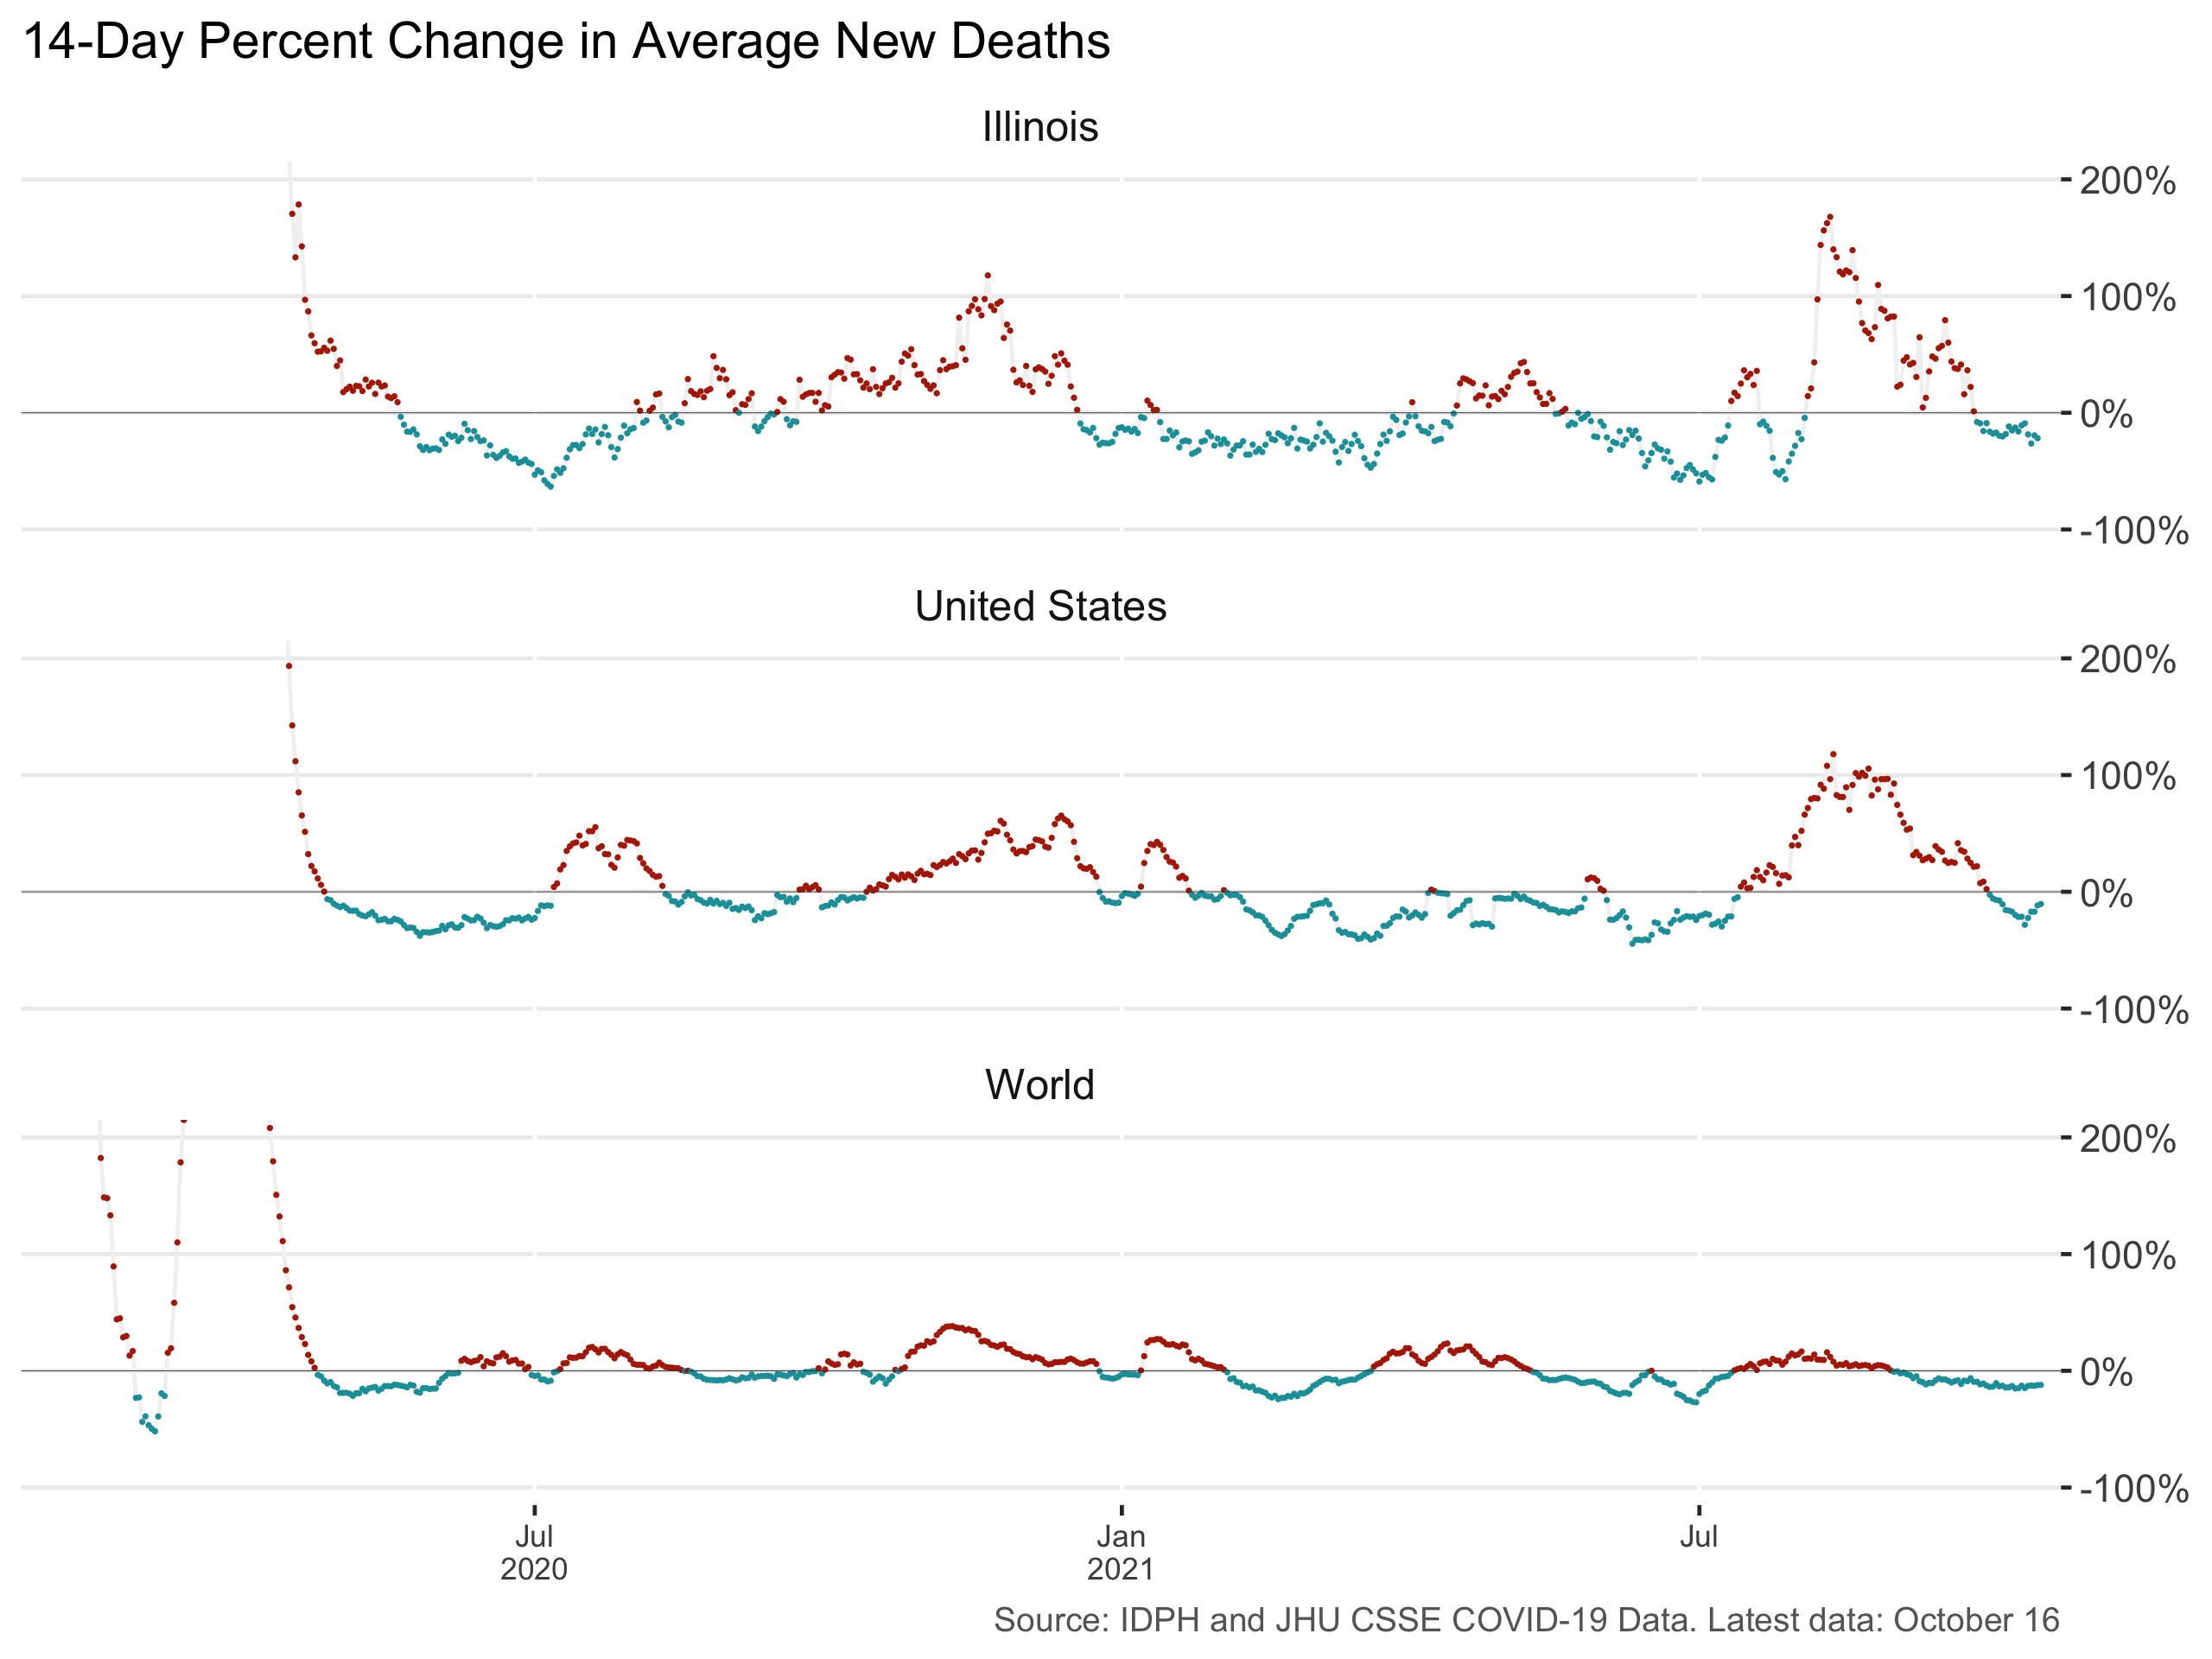 14-Day Percent Change in Average New Deaths
Illinois
200%
100%
0%
-100%
United States
200%
100%
0%
-100%
World
200%
100%
0%
-100%
Jul
2020
Jan
2021
Jul
Source: IDPH and JHU CSSE COVID-19 Data. Latest data: October 16